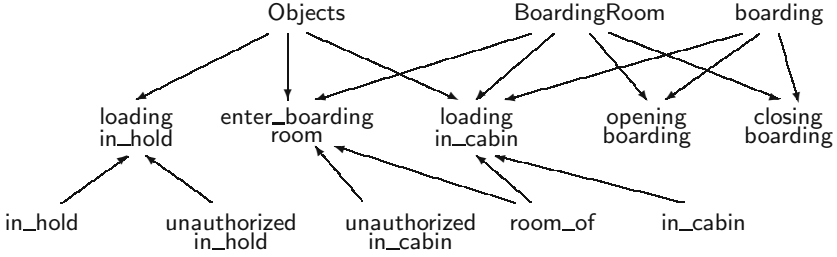 Objects BoardingRoom boarding
loading enter_boarding loading opening closing
in_hold room in_cabin boarding boarding
in_hold unauthorized unauthorized room_of in_cabin
in_hold in_cabin